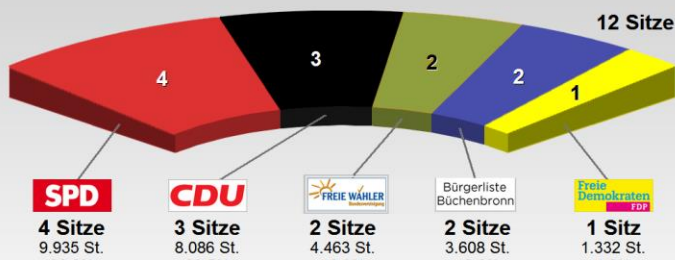 12 Sitze
4
3
2
2
1
SPD
CDU
FREIE WÄHLER
Bürgerliste
Büchenbronn
Freie
Demokraten
FDP
4 Sitze
3 Sitze
2 Sitze
2 Sitze
1 Sitz
9.935 St.
8.086 St.
4.463 St.
3.608 St.
1.332 St.